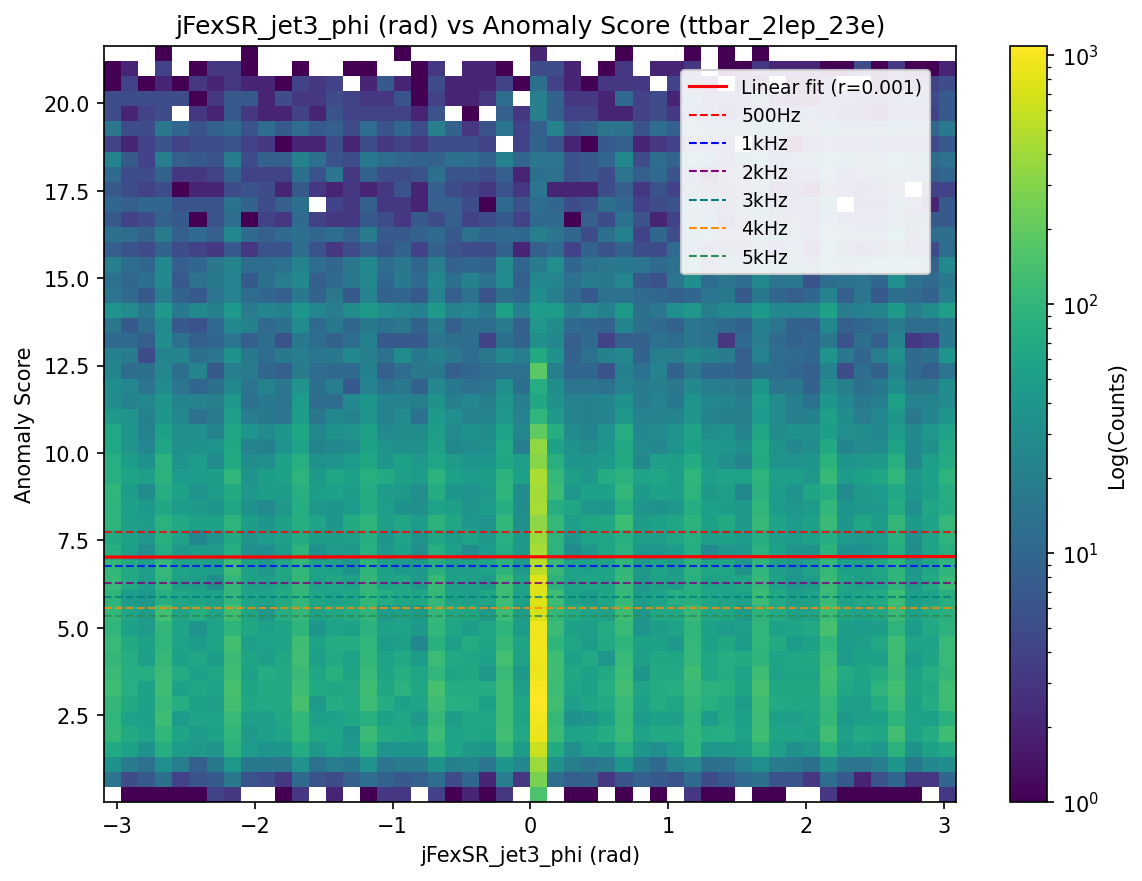 jFexSR_jet3_phi (rad) vs Anomaly Score (ttbar_2lep_23e)
Linear fit (r=0.001)
500Hz
1kHz
2kHz
3kHz
4kHz
5kHz
20.0
17.5
15.0
12.5
10.0
7.5
5.0
2.5
Anomaly Score
−3
−2
−1
0
1
2
3
jFexSR_jet3_phi (rad)
10³
10²
10¹
10⁰
Log(Counts)